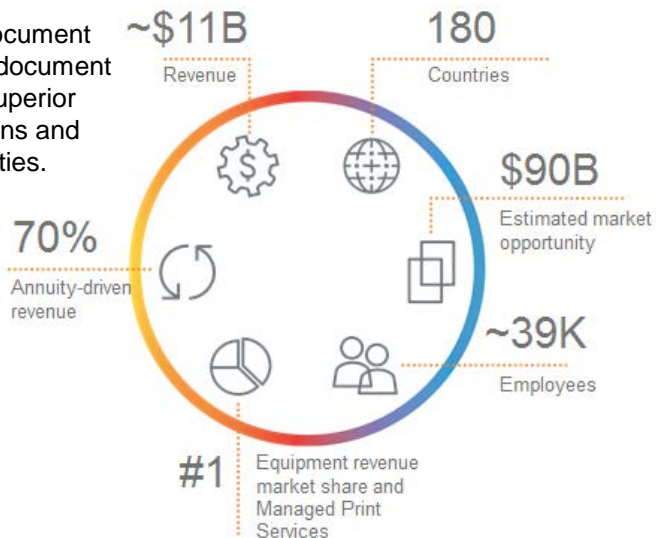 ocument
document
uperior
ns and
ties.
~$11B
Revenue
180
Countries
$
$90B
Estimated market
opportunity
70%
Annuity-driven
revenue
~39K
Employees
#1
Equipment revenue
market share and
Managed Print
Services